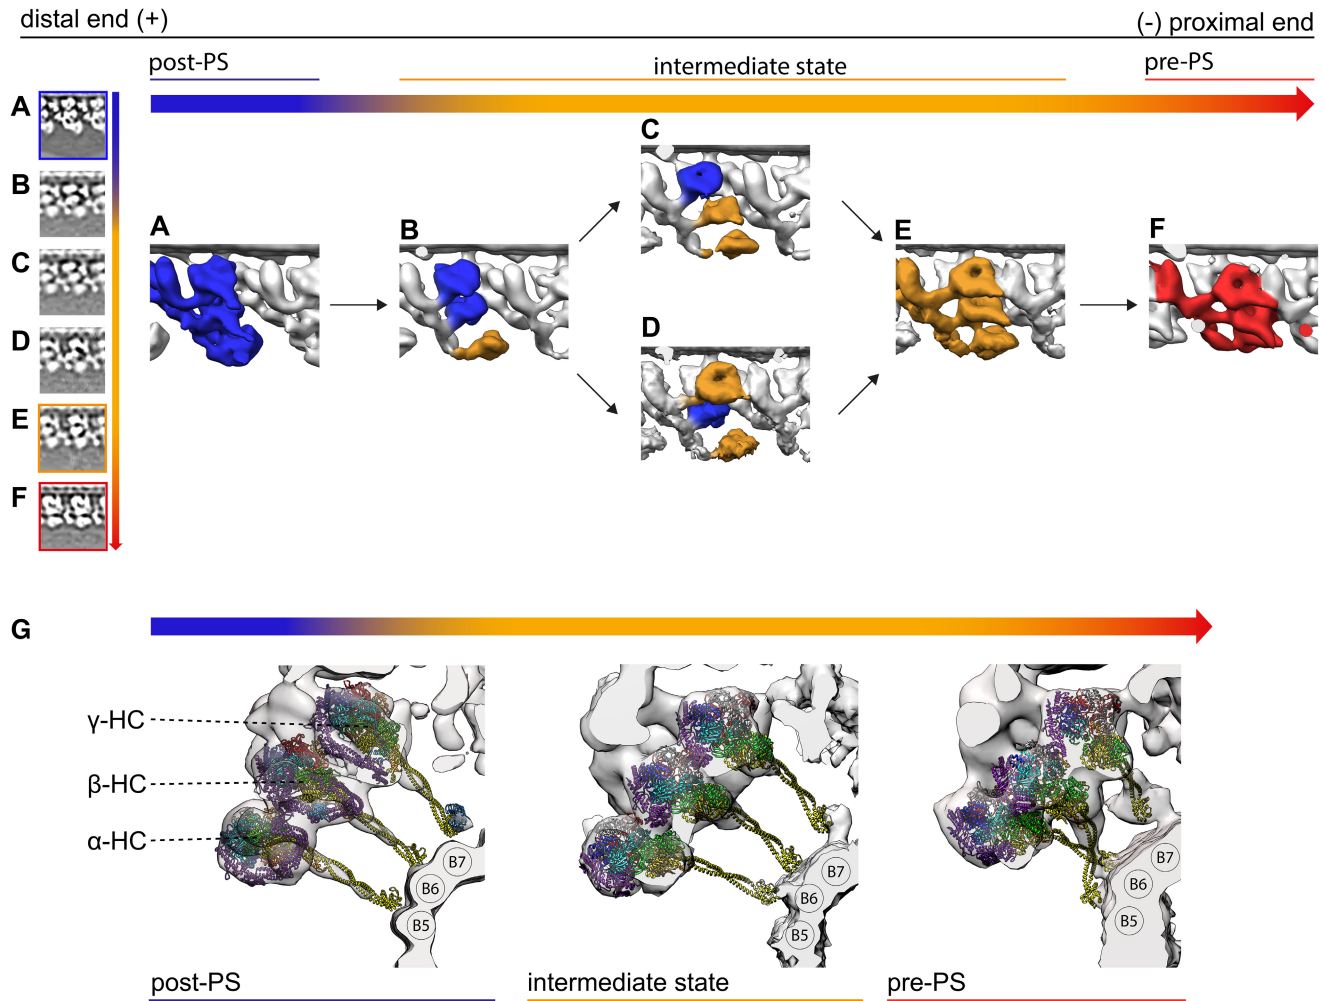 distal end (+) (-) proximal end
post-PS intermediate state pre-PS
A
B
C
D
E
F
A
B
C
D
E
F
G
γ-HC
β-HC
α-HC
B7
B6
B5
B7
B6
B5
B7
B6
B5
post-PS intermediate state pre-PS